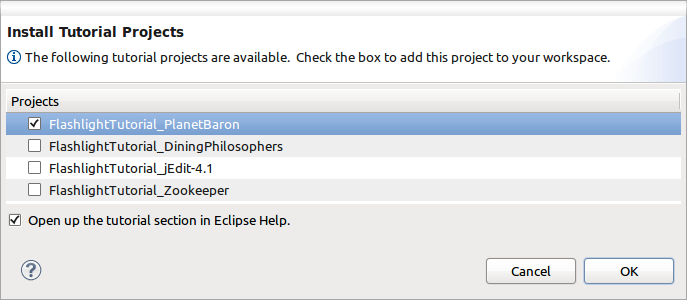 Install Tutorial Projects
The following tutorial projects are available. Check the box to add this project to your workspace.
Projects
FlashlightTutorial_PlanetBaron
FlashlightTutorial_DiningPhilosophers
FlashlightTutorial_jEdit-4.1
FlashlightTutorial_Zookeeper
Open up the tutorial section in Eclipse Help.
?
Cancel
OK